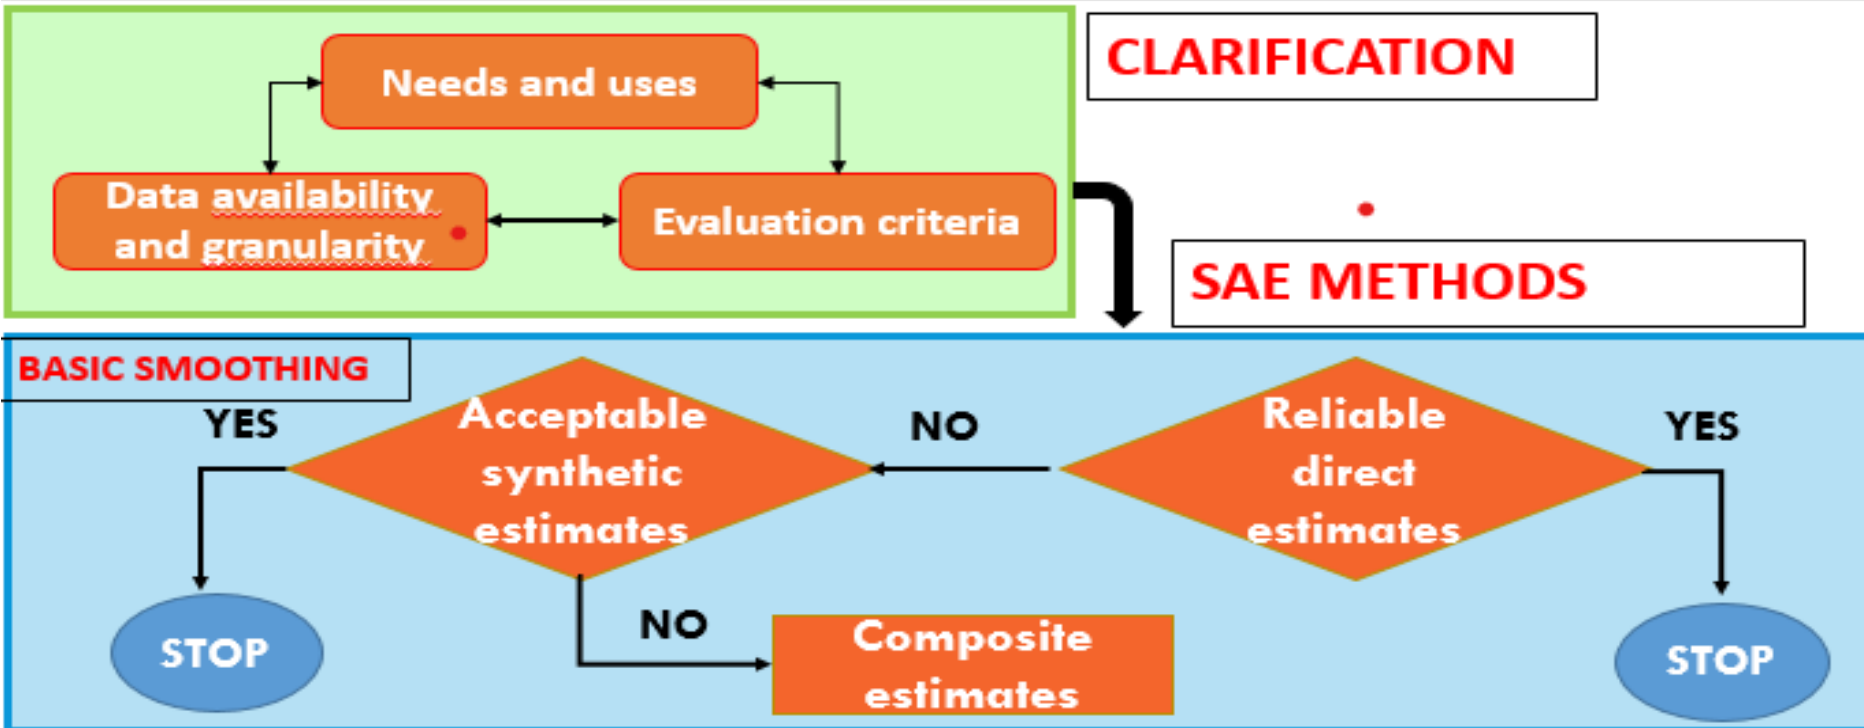 CLARIFICATION
Needs and uses
Data availability
and granularity
Evaluation criteria
SAE METHODS
BASIC SMOOTHING
YES
Acceptable
synthetic
estimates
NO
Reliable
direct
estimates
YES
STOP
NO
Composite
estimates
STOP